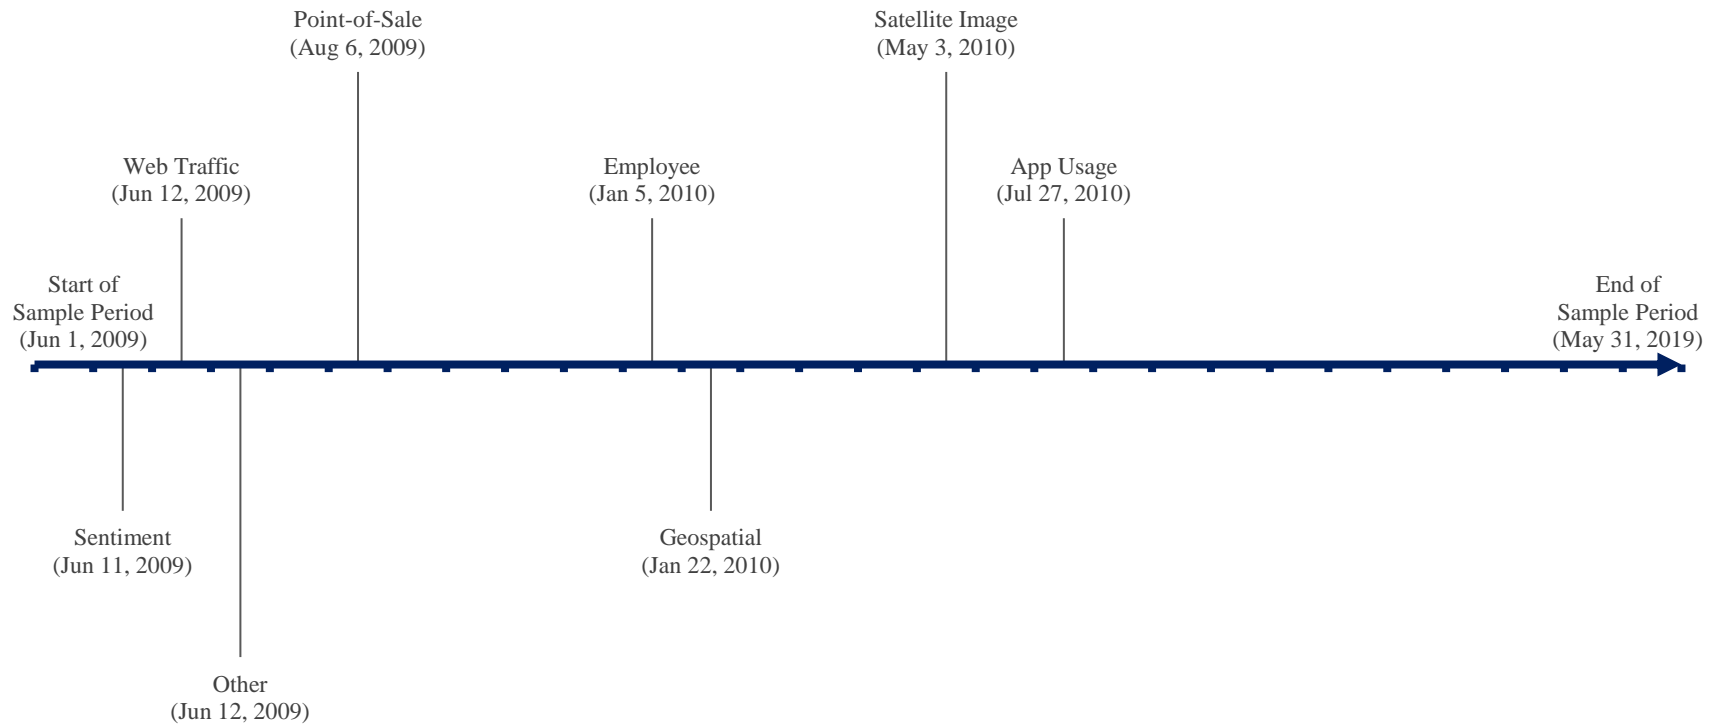 Point-of-Sale
(Aug 6, 2009)
Satellite Image
(May 3, 2010)
Web Traffic
(Jun 12, 2009)
Employee
(Jan 5, 2010)
App Usage
(Jul 27, 2010)
Start of
Sample Period
(Jun 1, 2009)
End of
Sample Period
(May 31, 2019)
Sentiment
(Jun 11, 2009)
Geospatial
(Jan 22, 2010)
Other
(Jun 12, 2009)